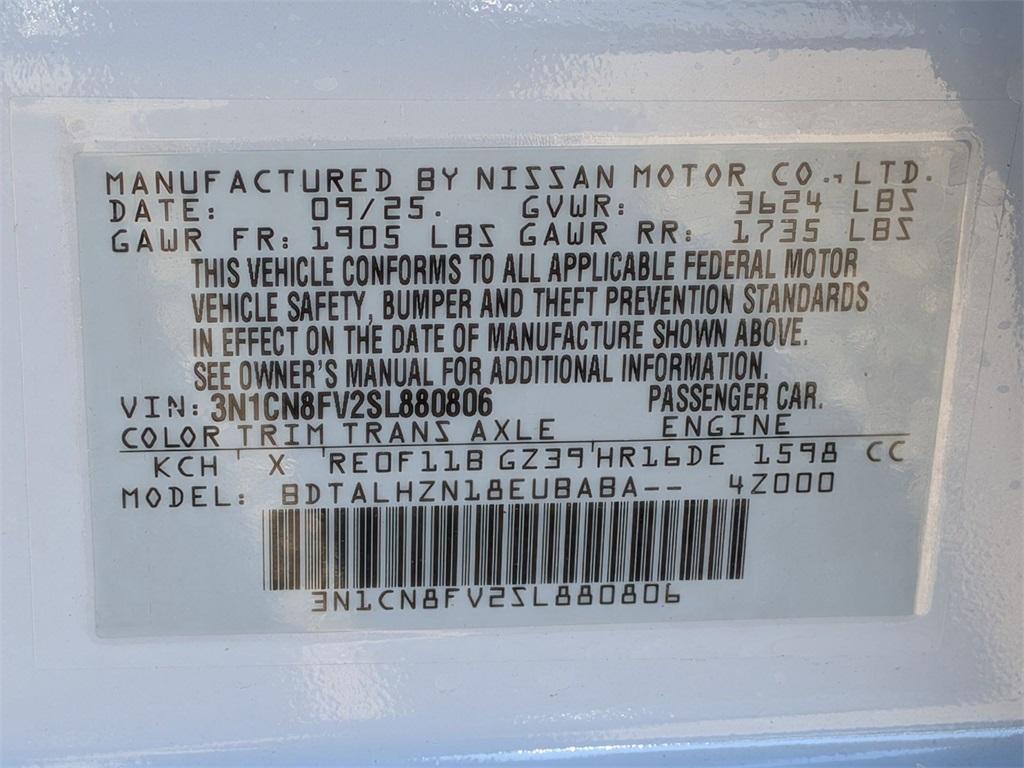 MANUFACTURED BY NISSAN MOTOR CO., LTD.
DATE: 09/25. GVWR: 3624 LBS
GAWR FR: 1905 LBS GAWR RR: 1735 LBS
THIS VEHICLE CONFORMS TO ALL APPLICABLE FEDERAL MOTOR
VEHICLE SAFETY, BUMPER AND THEFT PREVENTION STANDARDS
IN EFFECT ON THE DATE OF MANUFACTURE SHOWN ABOVE.
SEE OWNER'S MANUAL FOR ADDITIONAL INFORMATION.
VIN: 3N1CN8FV2SL880806 PASSENGER CAR.
COLOR TRIM TRANS AXLE ENGINE
KCH X RE0F11B GZ39 HR16DE 1598 CC
MODEL: BDTALHZN18EUBABA-- 4Z000
3N1CN8FV2SL880806